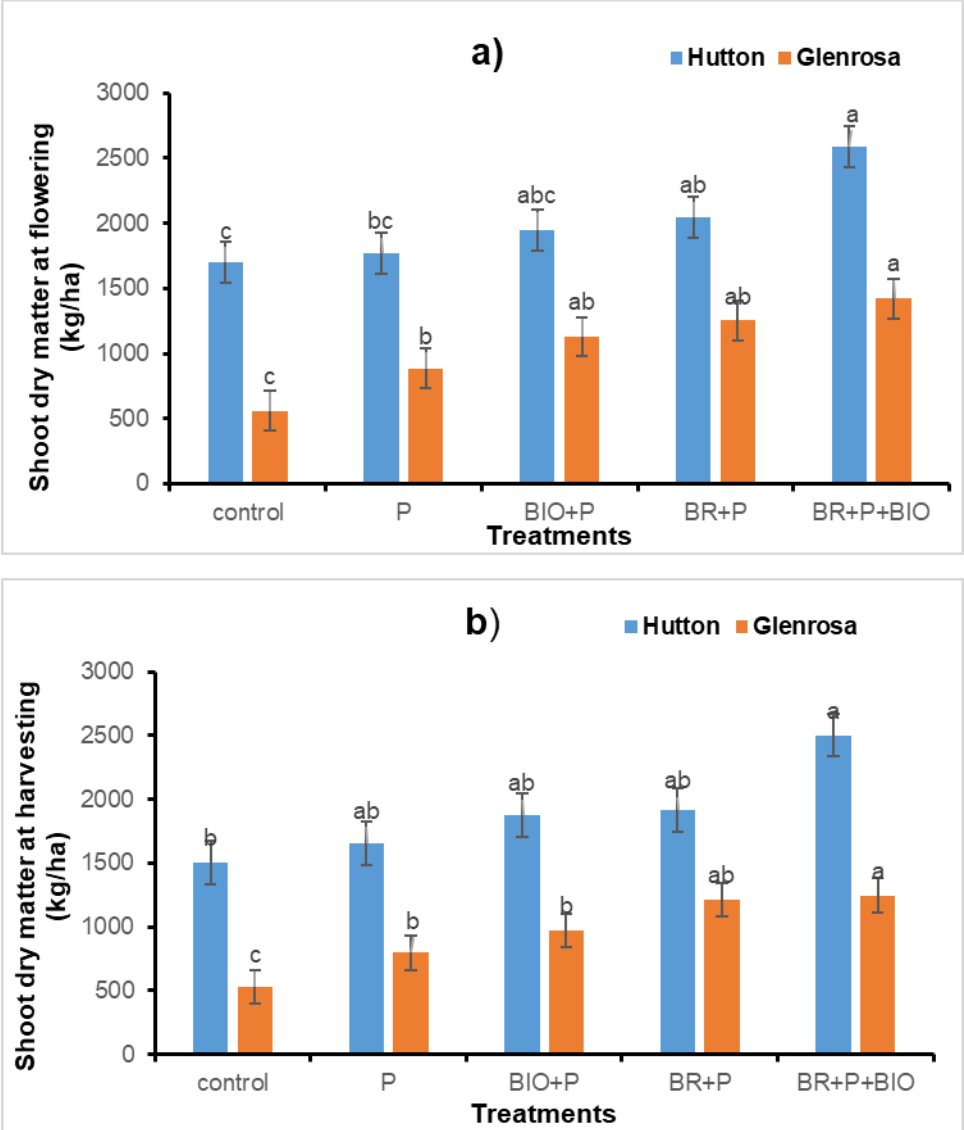 a)
Hutton Glenrosa
Shoot dry matter at flowering
(kg/ha)
3000
2500
2000
1500
1000
500
0
c
c
bc
b
abc
ab
ab
ab
a
a
control P BIO+P BR+P BR+P+BIO
Treatments
b)
Hutton Glenrosa
Shoot dry matter at harvesting
(kg/ha)
3000
2500
2000
1500
1000
500
0
b
c
ab
b
ab
b
ab
ab
a
a
control P BIO+P BR+P BR+P+BIO
Treatments